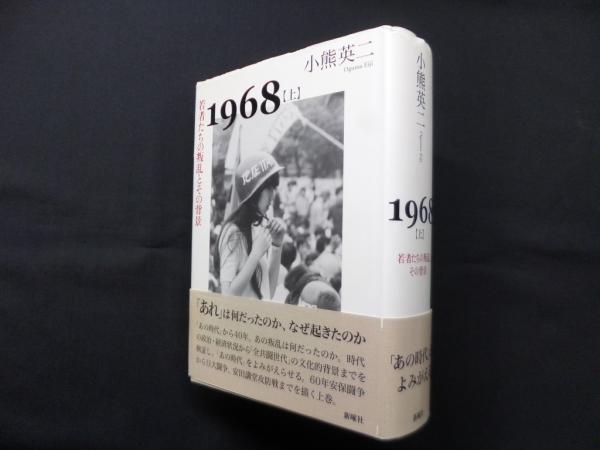 小熊英二
Oguma Eiji
1968【上】
若者たちの叛乱とその背景
「あれ」は何だったのか、なぜ起きたのか
「あの時代」から40年。あの叛乱は何だったのか。時代
の政治・経済状況から「全共闘世代」の文化的背景までを
検証し、「あの時代」をよみがえらせる。60年安保闘争
から日大闘争、安田講堂攻防戦までを描く上巻。
新曜社
小熊英二
1968
【上】
若者たちの叛乱
その背景
「あの時代
よみがえ
新曜社